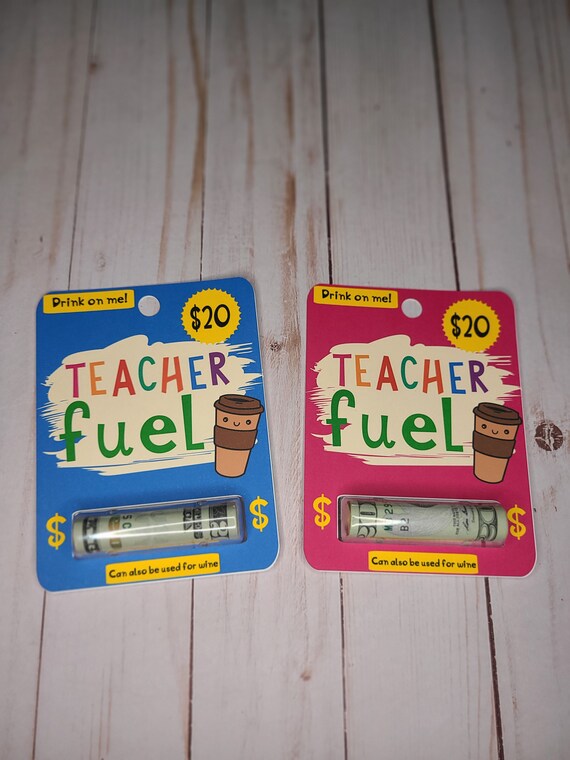 Drink on me!
$20
TEACHER
fuel
$
$
Can also be used for wine
Drink on me!
$20
TEACHER
fuel
$
$
Can also be used for wine